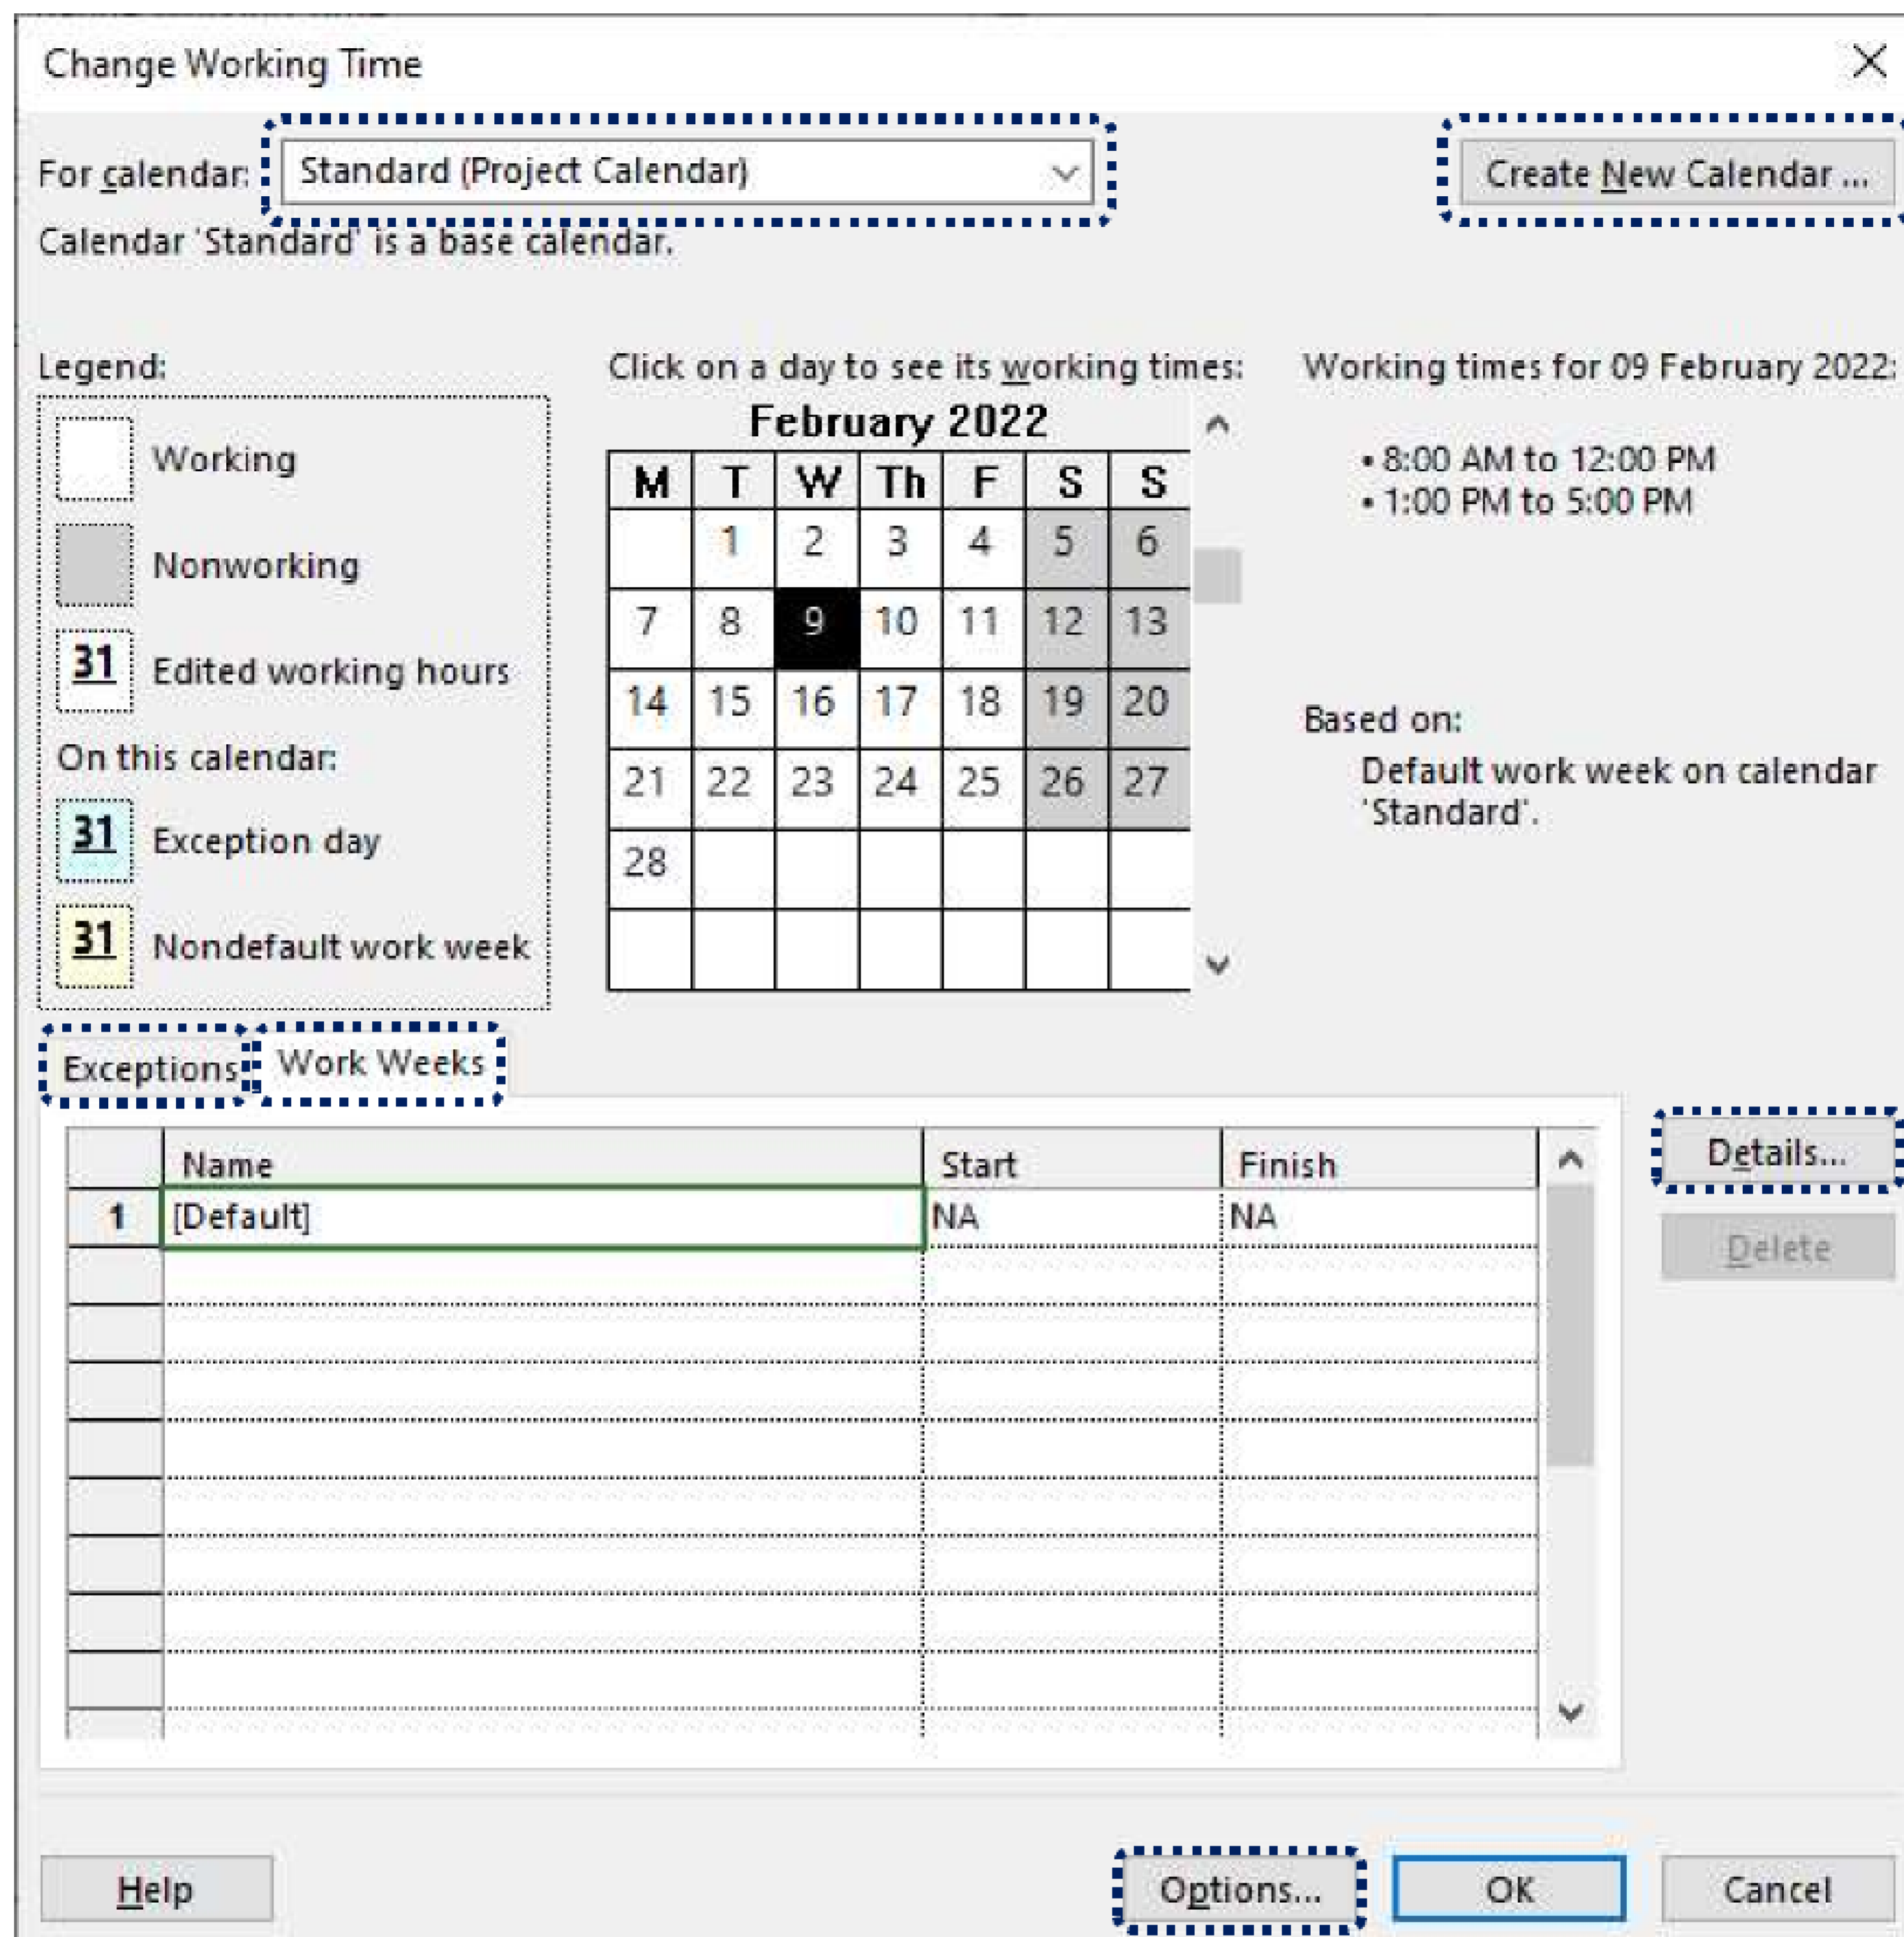 Change Working Time
For calendar: Standard (Project Calendar) Create New Calendar ...
Calendar 'Standard' is a base calendar.
Legend:
Working
Nonworking
31 Edited working hours
On this calendar:
31 Exception day
31 Nondefault work week
Click on a day to see its working times:
February 2022
M T W Th F S S
1 2 3 4 5 6
7 8 9 10 11 12 13
14 15 16 17 18 19 20
21 22 23 24 25 26 27
28
Working times for 09 February 2022:
• 8:00 AM to 12:00 PM
• 1:00 PM to 5:00 PM
Based on:
Default work week on calendar
'Standard'.
Exceptions Work Weeks
Name Start Finish
1 [Default] NA NA
Details...
Delete
Help Options... OK Cancel